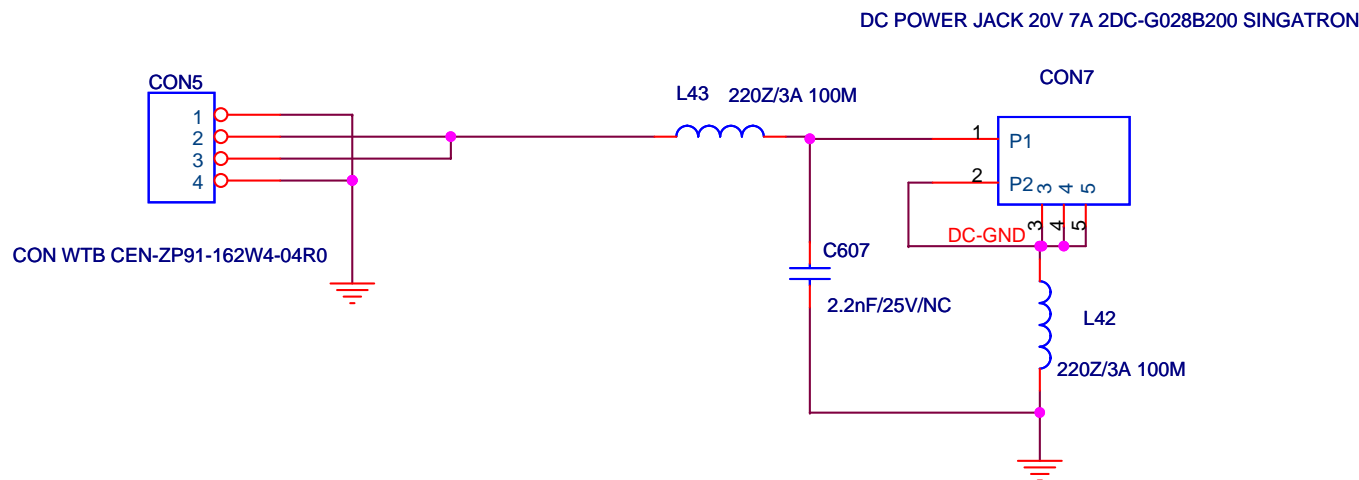 DC POWER JACK 20V 7A 2DC-G028B200 SINGATRON
CON5
1
2
3
4
CON WTB CEN-ZP91-162W4-04R0
L43 220Z/3A 100M
CON7
1 P1
2 P2
3 4 5
3 4 5
DC-GND
C607
2.2nF/25V/NC
L42
220Z/3A 100M